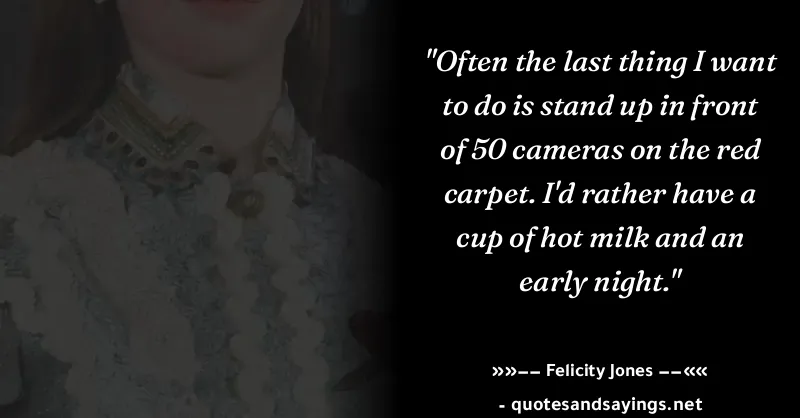 "Often the last thing I want
to do is stand up in front
of 50 cameras on the red
carpet. I'd rather have a
cup of hot milk and an
early night."
»»−− Felicity Jones −−««
- quotesandsayings.net